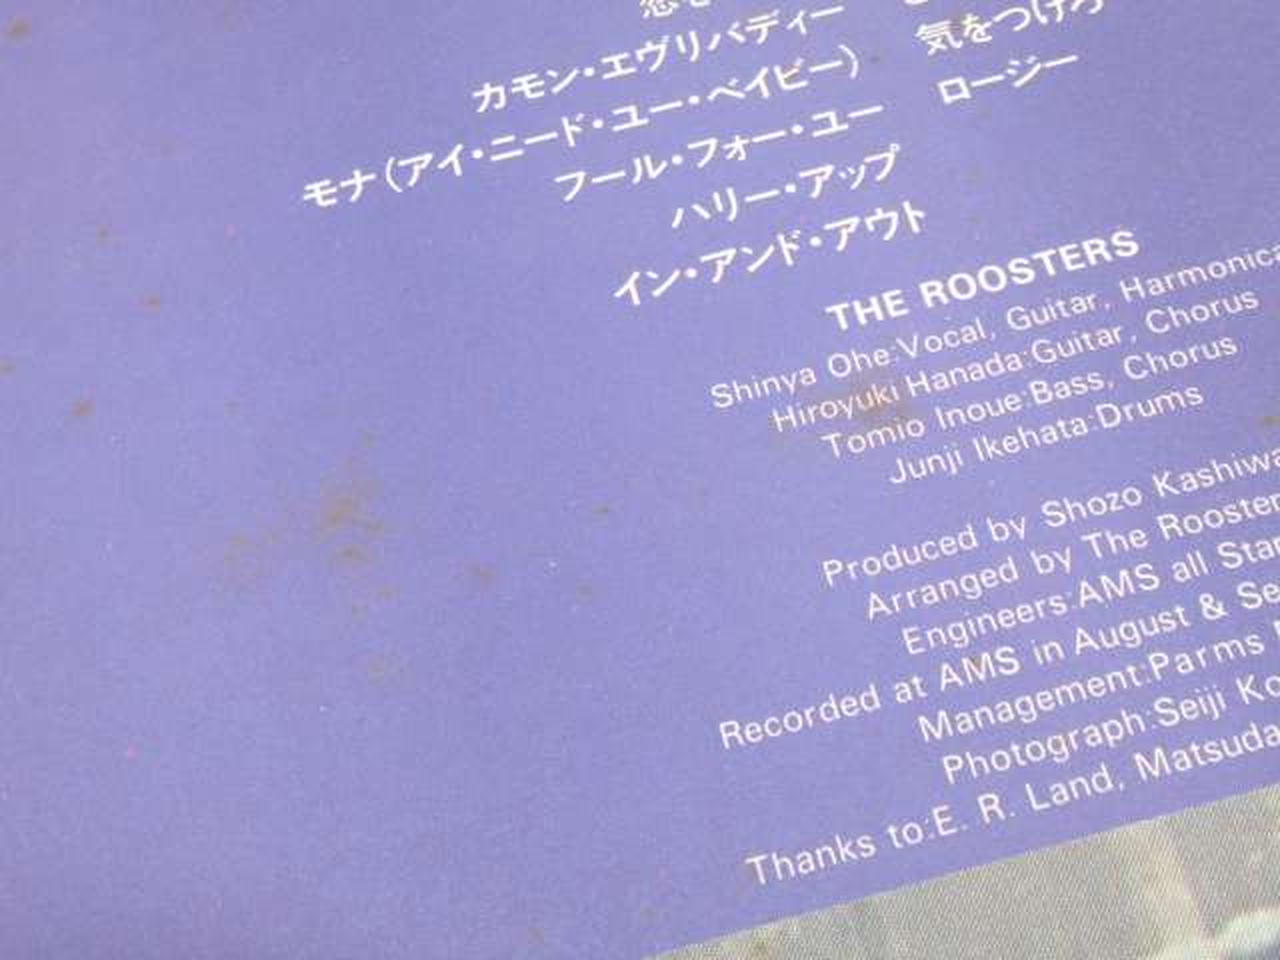 恋を
カモン・エヴリバディー
モナ(アイ・ニード・ユー・ベイビー)
フール・フォー・ユー
ハリー・アップ
イン・アンド・アウト
気をつけろ
ロージー
THE ROOSTERS
Shinya Ohe:Vocal, Guitar, Harmonica
Hiroyuki Hanada:Guitar, Chorus
Tomio Inoue:Bass, Chorus
Junji Ikehata:Drums
Produced by Shozo Kashiwa
Arranged by The Rooster
Engineers:AMS all Star
Recorded at AMS in August & Se
Management:Parms
Photograph:Seiji Ko
Thanks to:E. R. Land, Matsuda